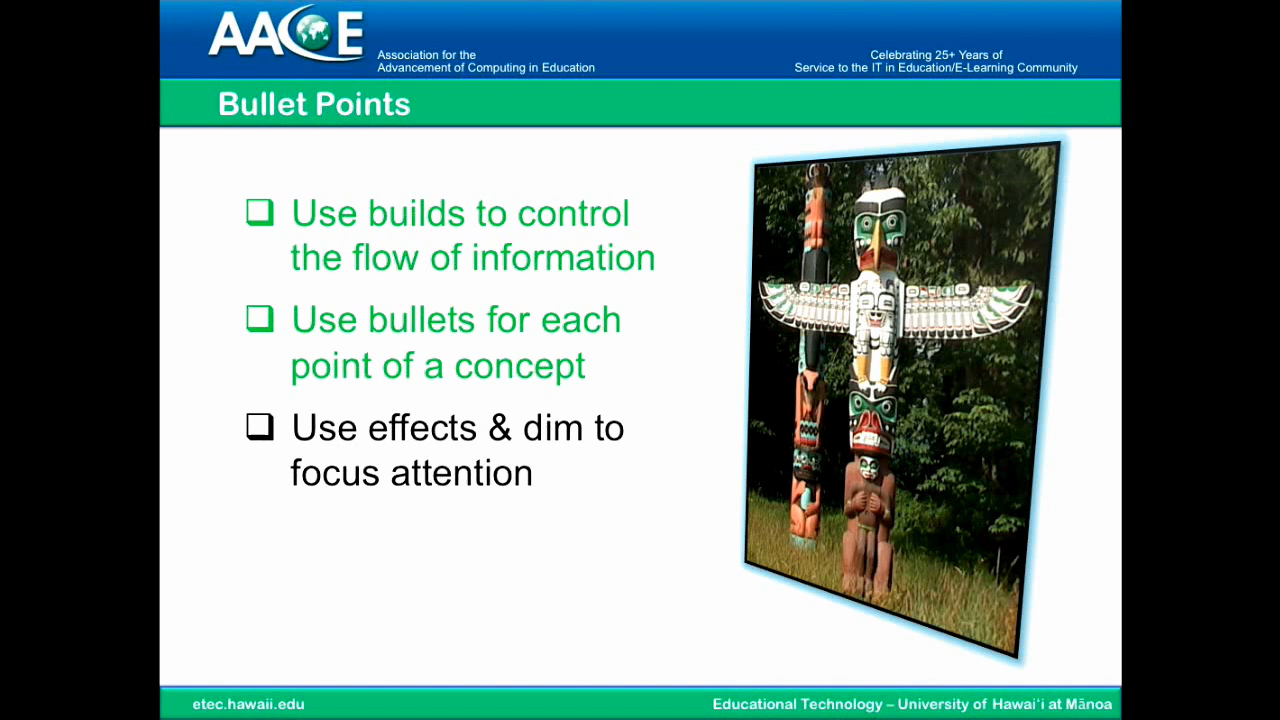 AACE
Association for the
Advancement of Computing in Education
Celebrating 25+ Years of
Service to the IT in Education/E-Learning Community
Bullet Points
Use builds to control
the flow of information
Use bullets for each
point of a concept
Use effects & dim to
focus attention
etec.hawaii.edu
Educational Technology – University of Hawaiʻi at Mānoa